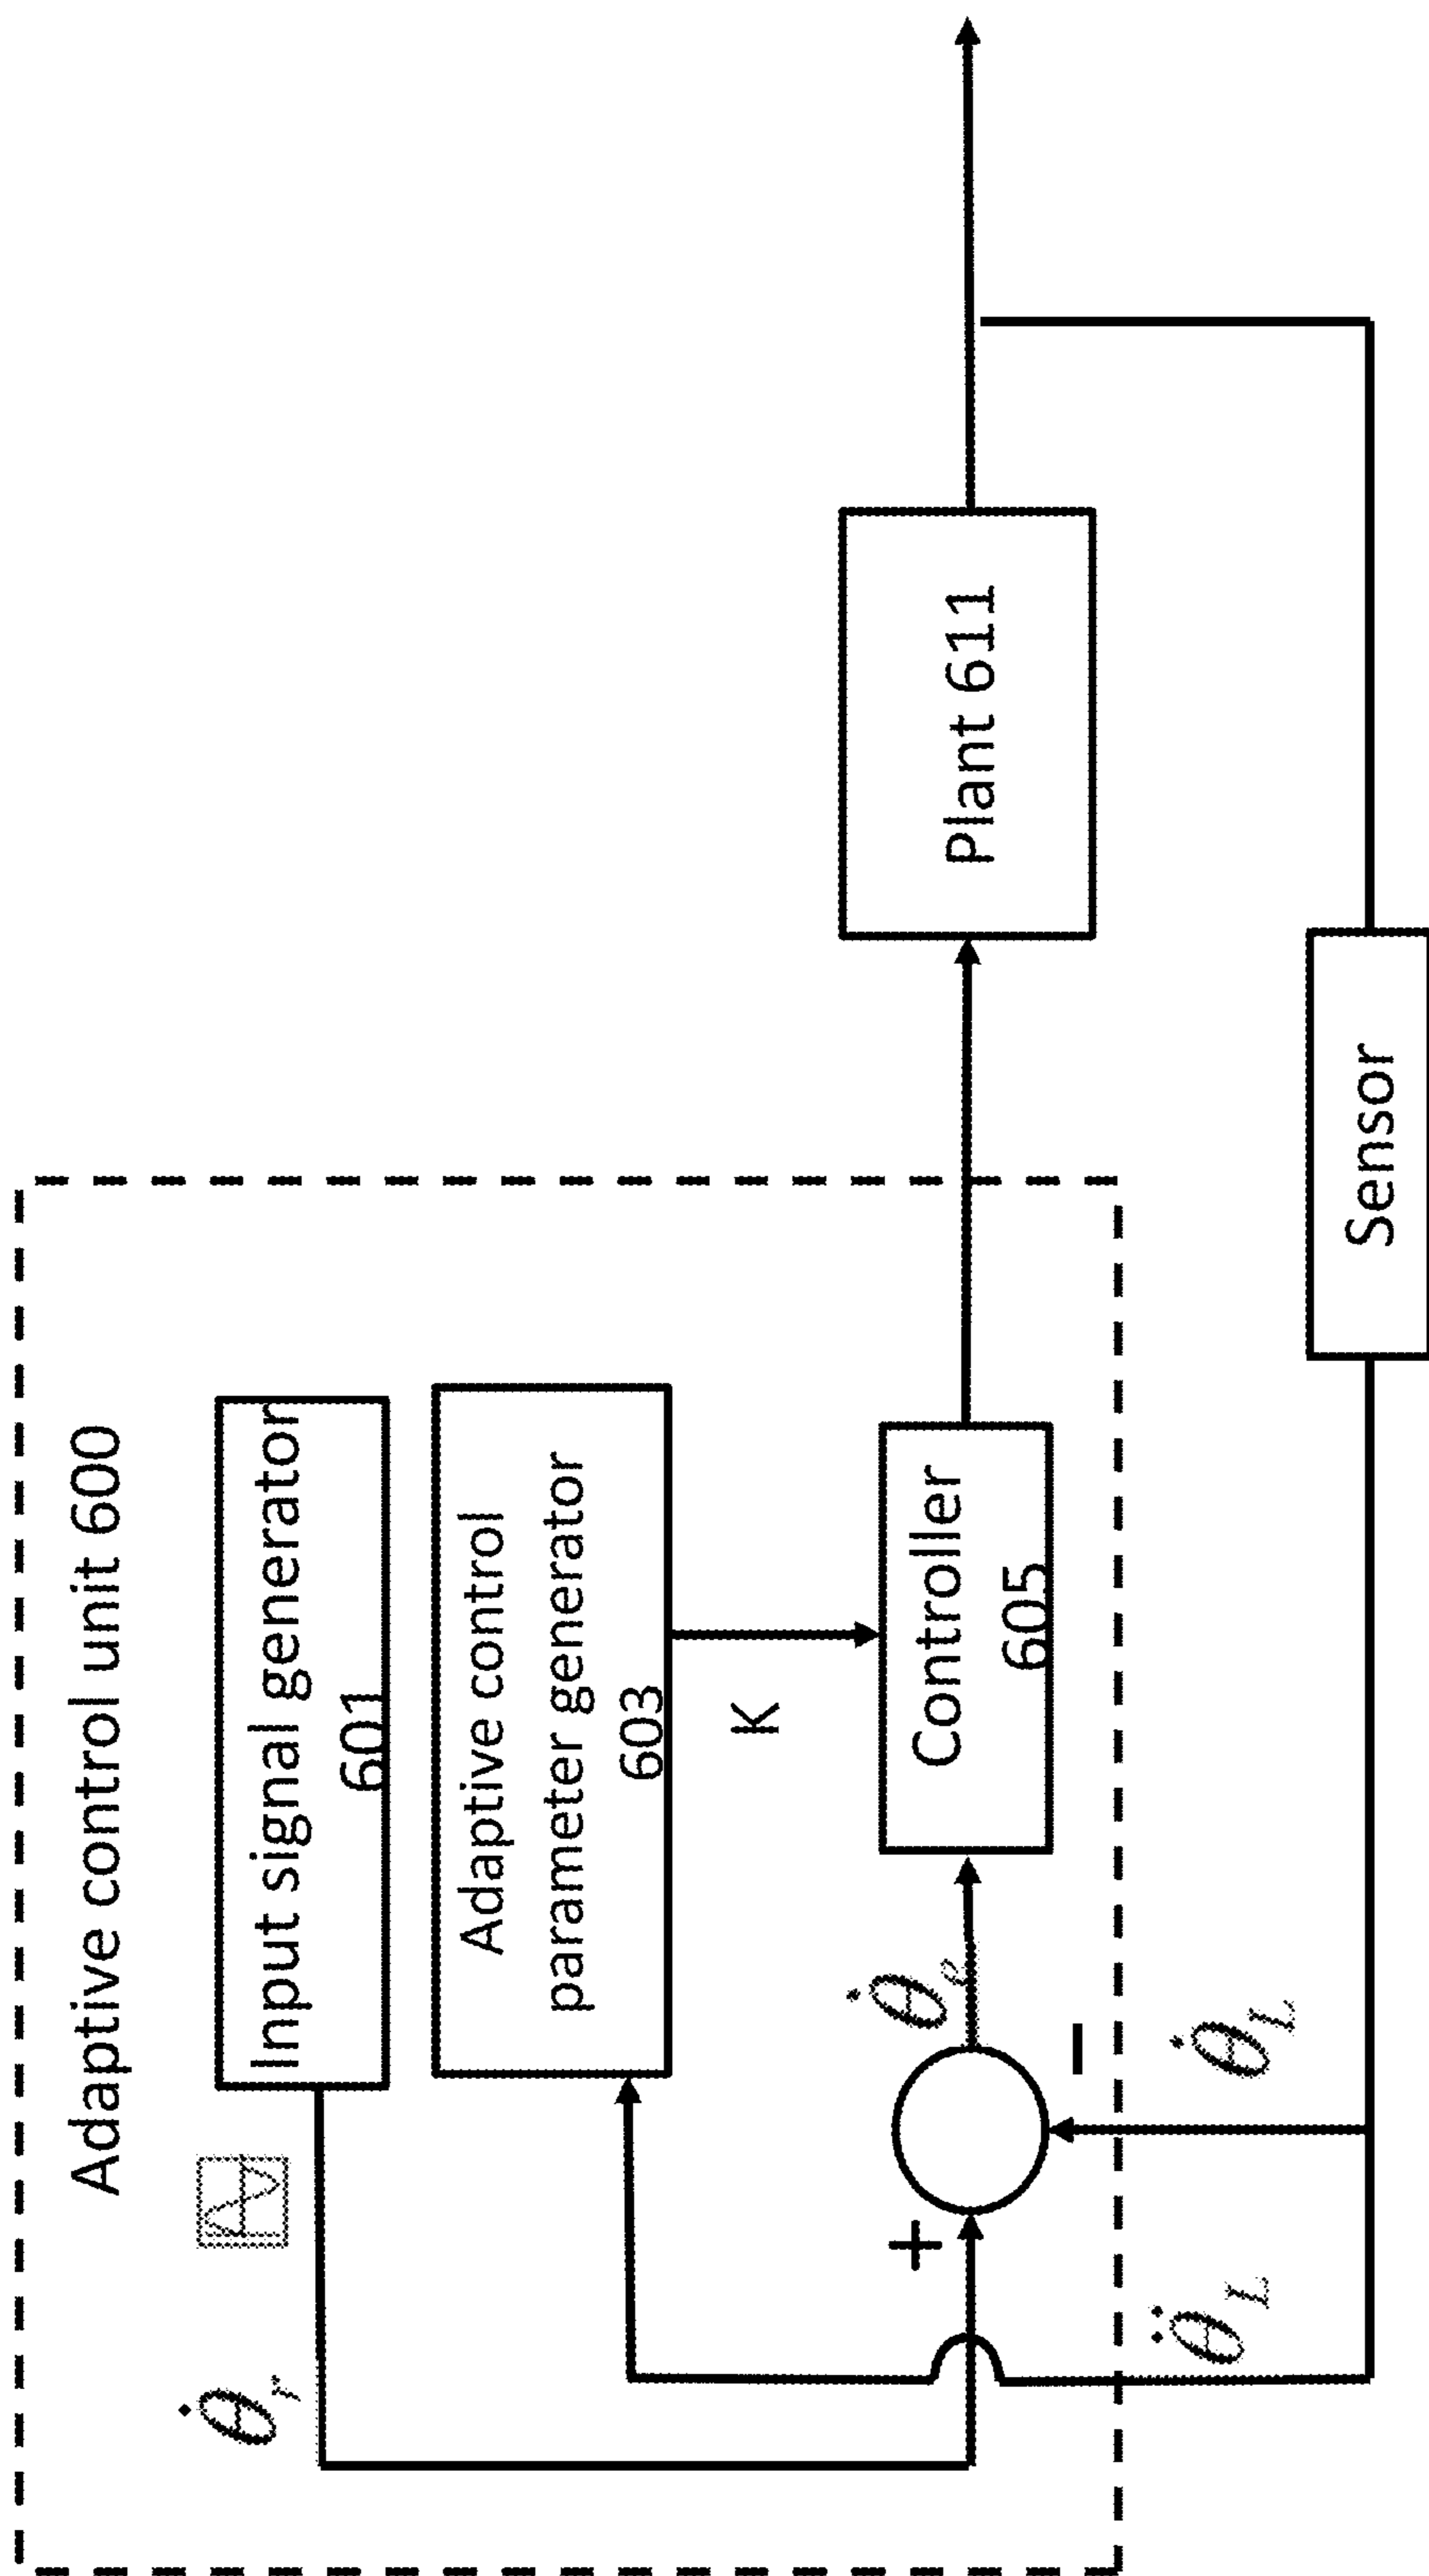 Adaptive control unit 600
θ̇r
Input signal generator
601
Adaptive control
parameter generator
603
K
θ̇e
Controller
605
Plant 611
+
−
θ̈L
θ̇L
Sensor